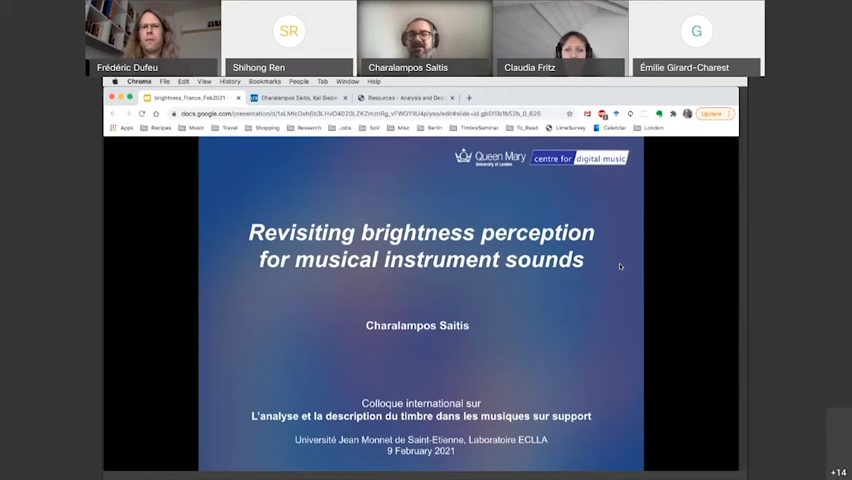 SR
G
Frédéric Dufeu
Shihong Ren
Charalampos Saitis
Claudia Fritz
Émilie Girard-Charest
Chrome File Edit View History Bookmarks People Tab Window Help
brightness_France_Feb2021
Charalampos Saitis, Kai Siede
Resources - Analysis and Des
Update
Apps Recipes Music Travel Shopping Research Jobs SoV Misc Berlin TimbreSeminar To_Read LimeSurvey Calendar London
Queen Mary
University of London
centre for digital music
Revisiting brightness perception
for musical instrument sounds
Charalampos Saitis
Colloque international sur
L'analyse et la description du timbre dans les musiques sur support
Université Jean Monnet de Saint-Etienne, Laboratoire ECLLA
9 February 2021
+14